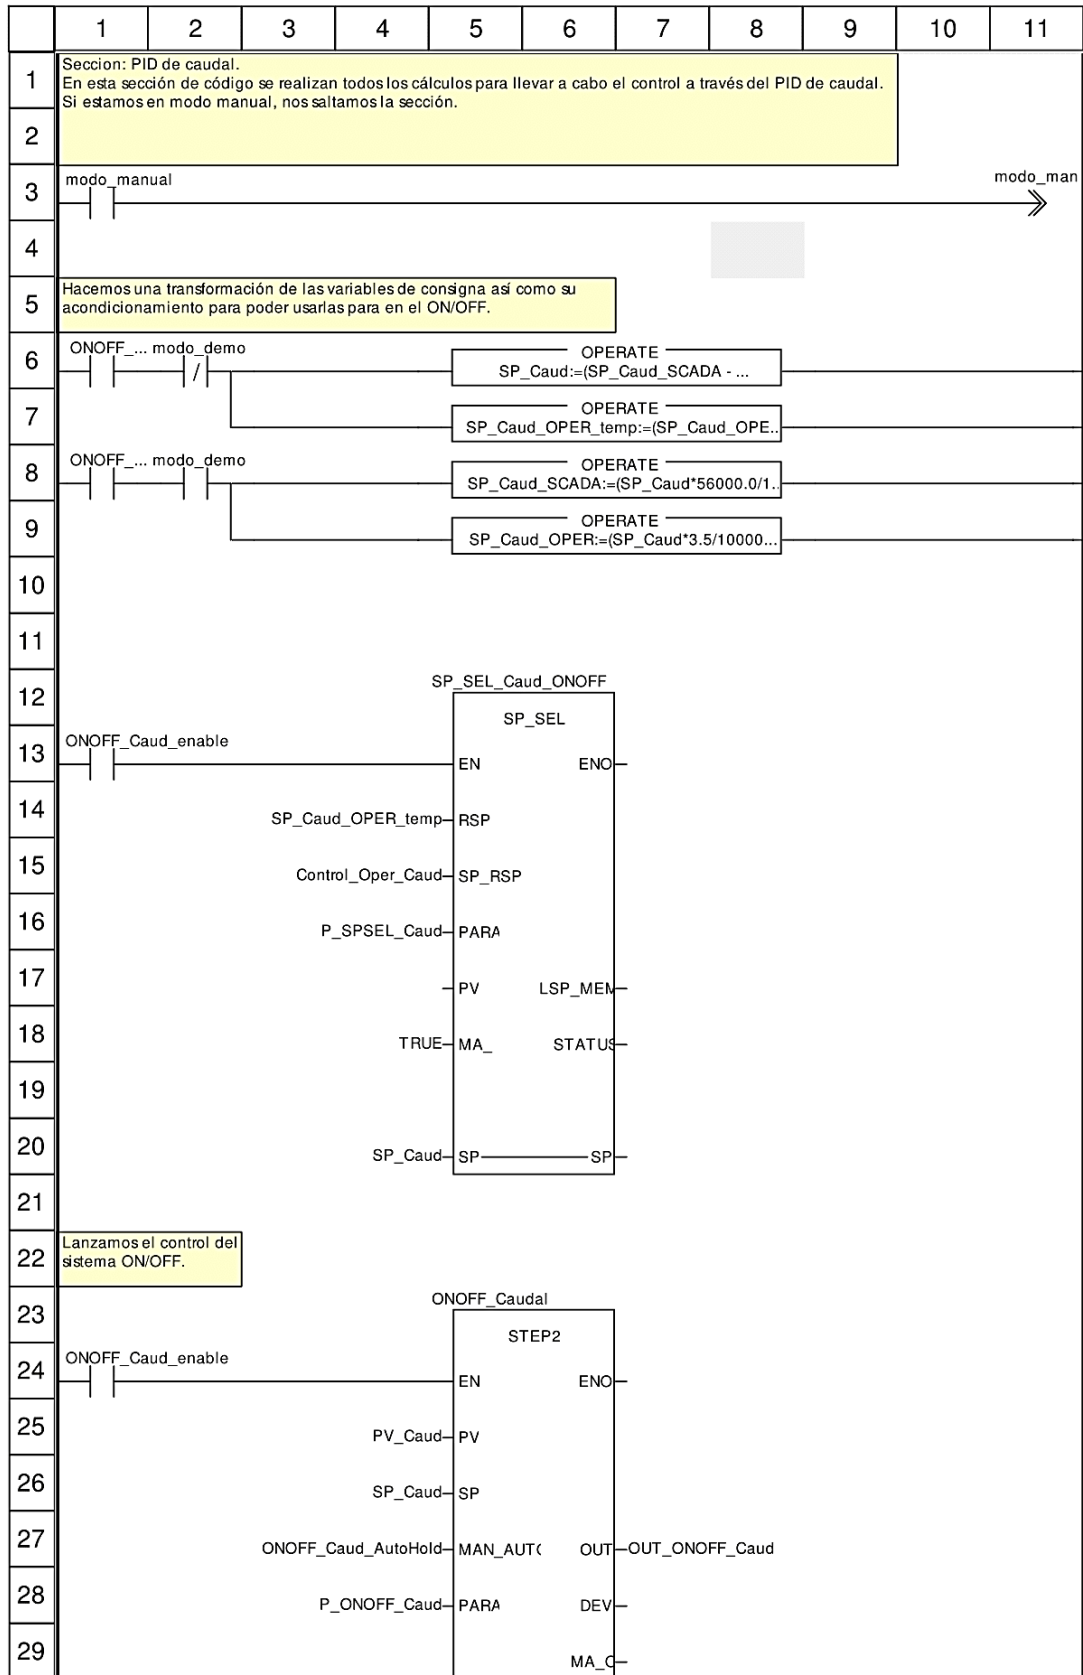 1 2 3 4 5 6 7 8 9 10 11
1
Seccion: PID de caudal.
En esta sección de código se realizan todos los cálculos para llevar a cabo el control a través del PID de caudal.
Si estamos en modo manual, nos saltamos la sección.
2
3
modo_manual modo_man
4
5
Hacemos una transformación de las variables de consigna así como su
acondicionamiento para poder usarlas para en el ON/OFF.
6
ONOFF_... modo_demo
OPERATE
SP_Caud:=(SP_Caud_SCADA - ...
7
OPERATE
SP_Caud_OPER_temp:=(SP_Caud_OPE..
8
ONOFF_... modo_demo
OPERATE
SP_Caud_SCADA:=(SP_Caud*56000.0/1..
9
OPERATE
SP_Caud_OPER:=(SP_Caud*3.5/10000...
10
11
12
SP_SEL_Caud_ONOFF
SP_SEL
13
ONOFF_Caud_enable
EN ENO
14
SP_Caud_OPER_temp RSP
15
Control_Oper_Caud SP_RSP
16
P_SPSEL_Caud PARA
17
PV LSP_MEM
18
TRUE MA_ STATUS
19
20
SP_Caud SP SP
21
22
Lanzamos el control del
sistema ON/OFF.
23
ONOFF_Caudal
STEP2
24
ONOFF_Caud_enable
EN ENO
25
PV_Caud PV
26
SP_Caud SP
27
ONOFF_Caud_AutoHold MAN_AUT OUT OUT_ONOFF_Caud
28
P_ONOFF_Caud PARA DEV
29
MA_O